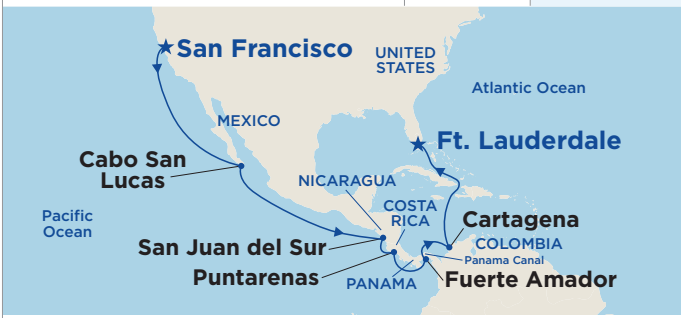 San Francisco
UNITED
STATES
Atlantic Ocean
MEXICO
Ft. Lauderdale
Cabo San
Lucas
NICARAGUA
COSTA
RICA
Pacific
Ocean
Cartagena
San Juan del Sur
COLOMBIA
Panama Canal
Puntarenas
PANAMA
Fuerte Amador